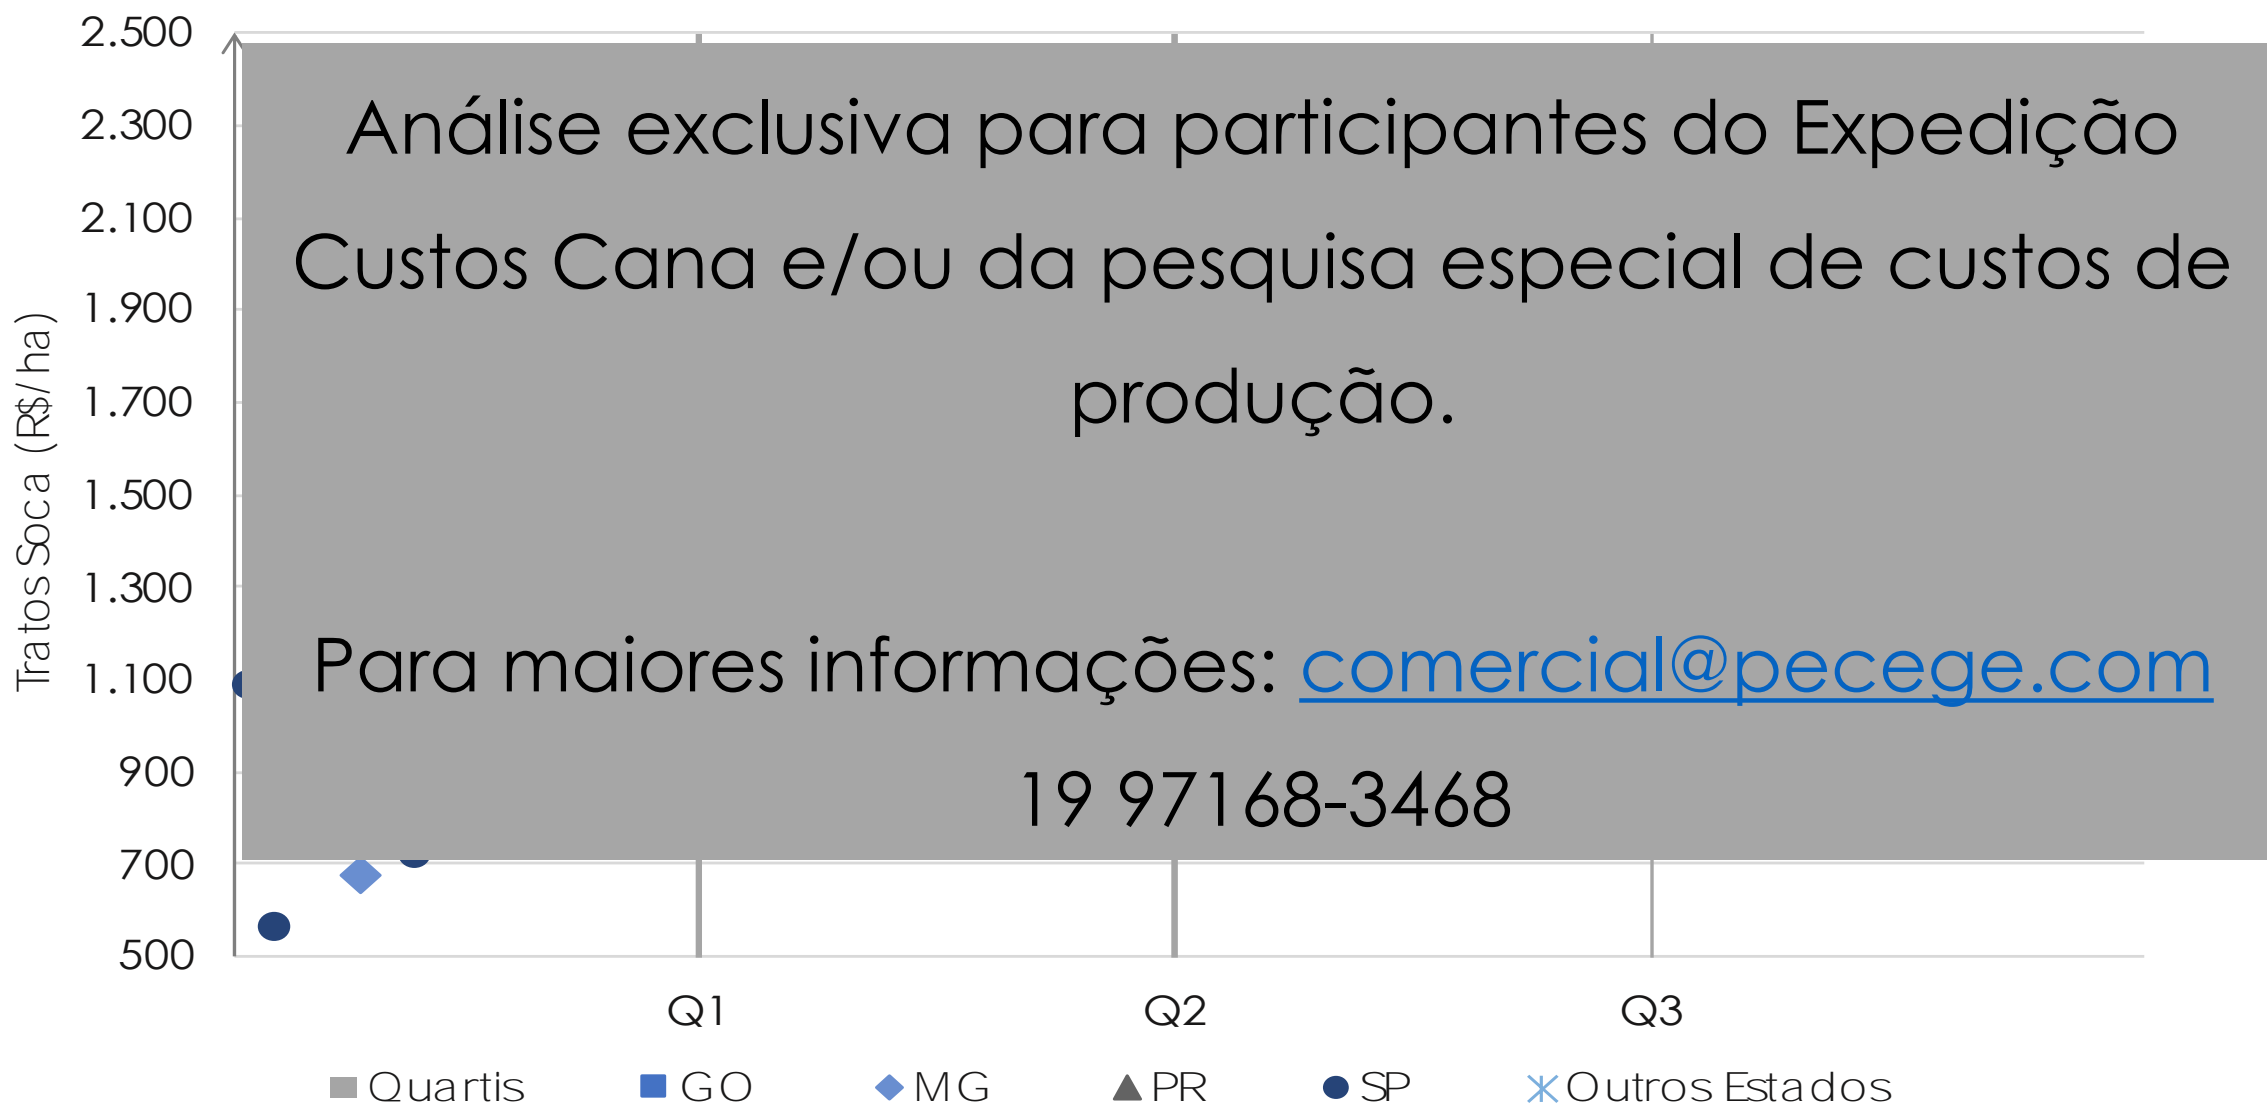 2.500
2.300
2.100
1.900
1.700
1.500
1.300
1.100
900
700
500
Tratos Soca (R$/ha)
Análise exclusiva para participantes do Expedição
Custos Cana e/ou da pesquisa especial de custos de
produção.
Para maiores informações: comercial@pecege.com
19 97168-3468
Q1 Q2 Q3
Quartis GO MG PR SP Outros Estados